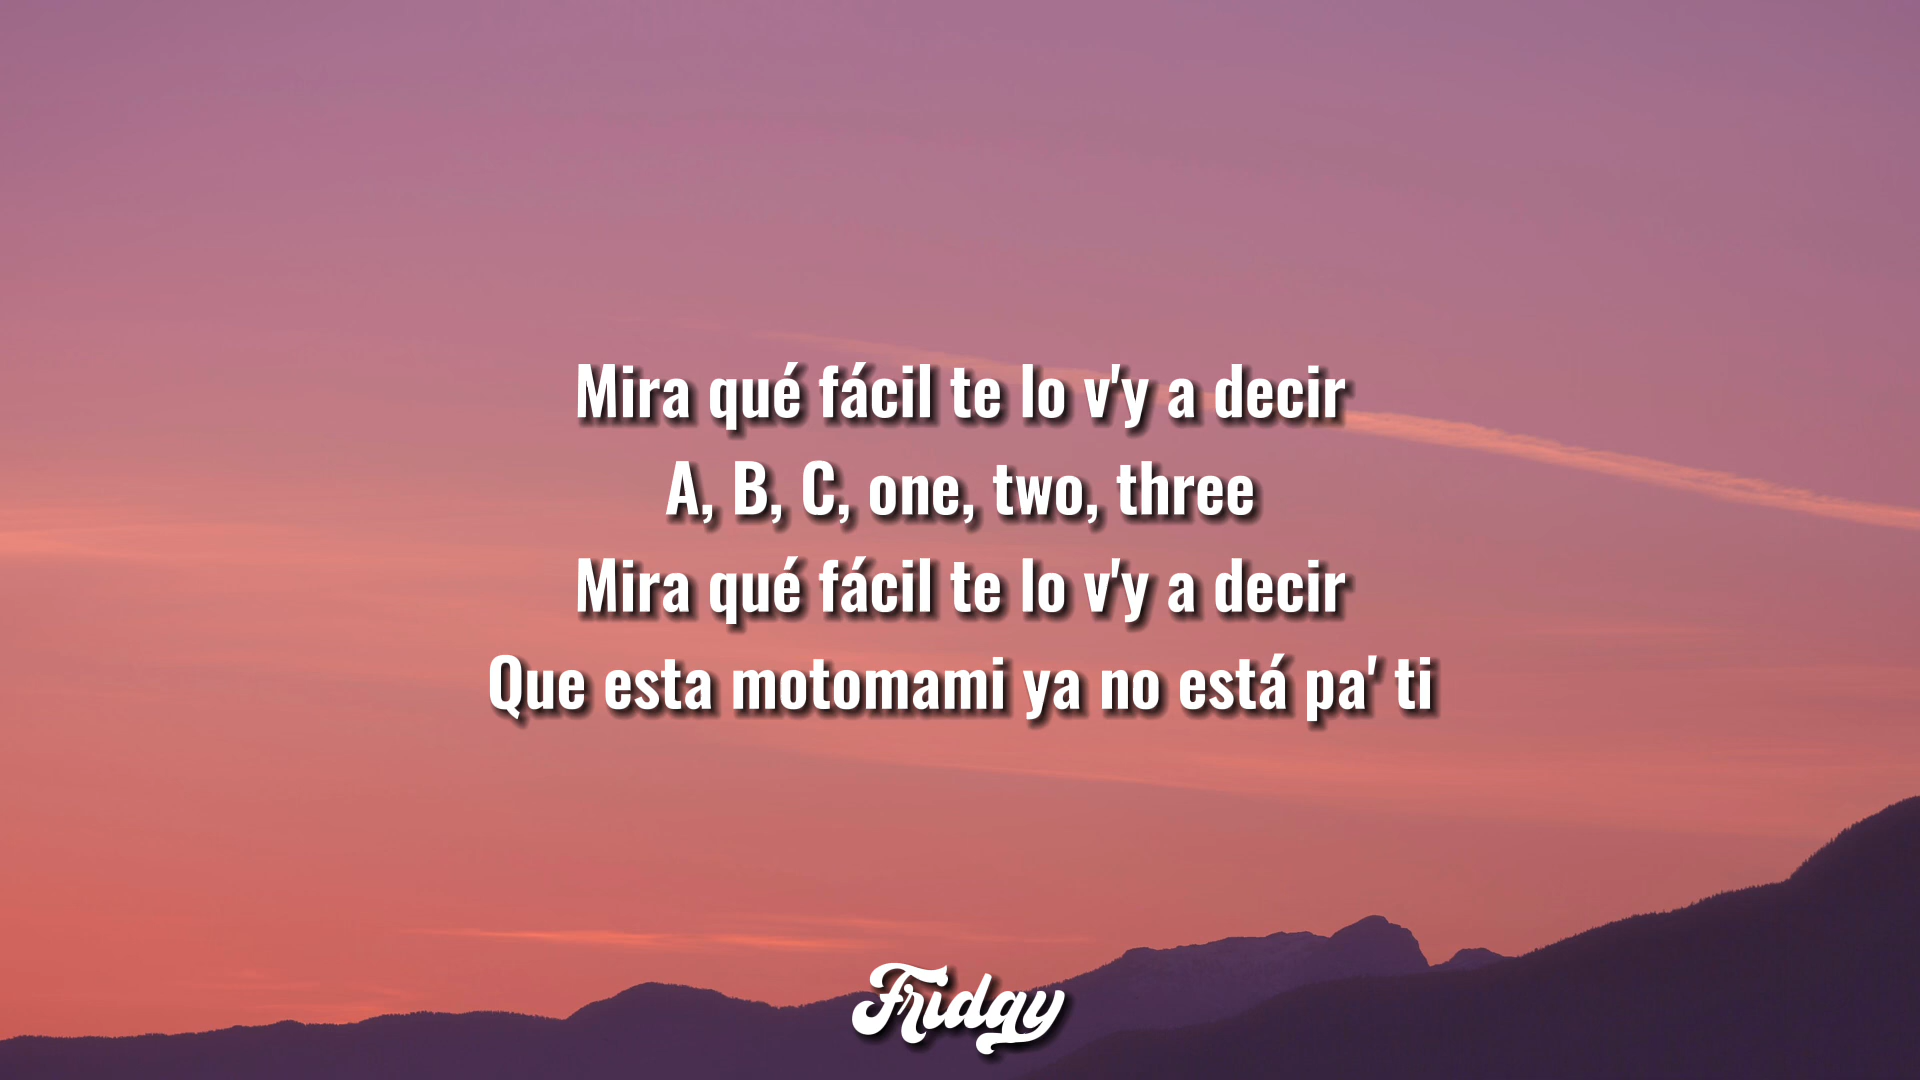 Mira qué fácil te lo v'y a decir
A, B, C, one, two, three
Mira qué fácil te lo v'y a decir
Que esta motomami ya no está pa' ti
Friday